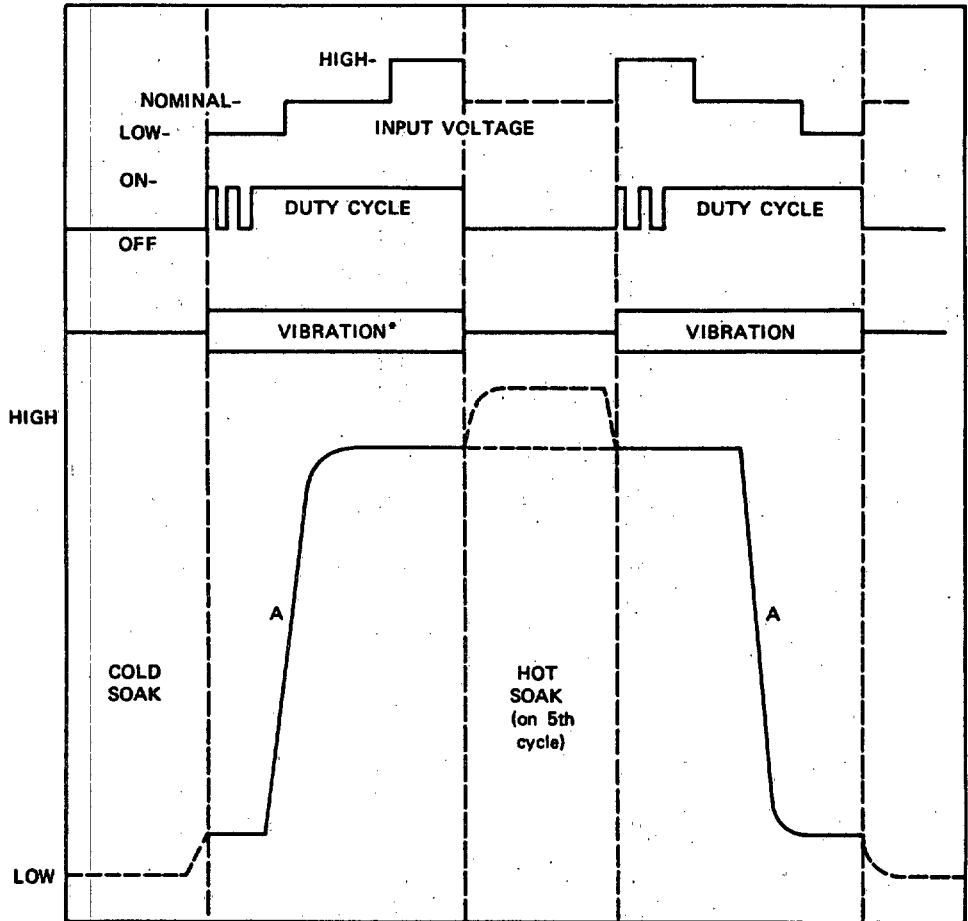 HIGH-
NOMINAL-
LOW-
INPUT VOLTAGE
ON-
DUTY CYCLE
DUTY CYCLE
OFF
VIBRATION*
VIBRATION
HIGH
A
A
COLD
SOAK
HOT
SOAK
(on 5th
cycle)
LOW